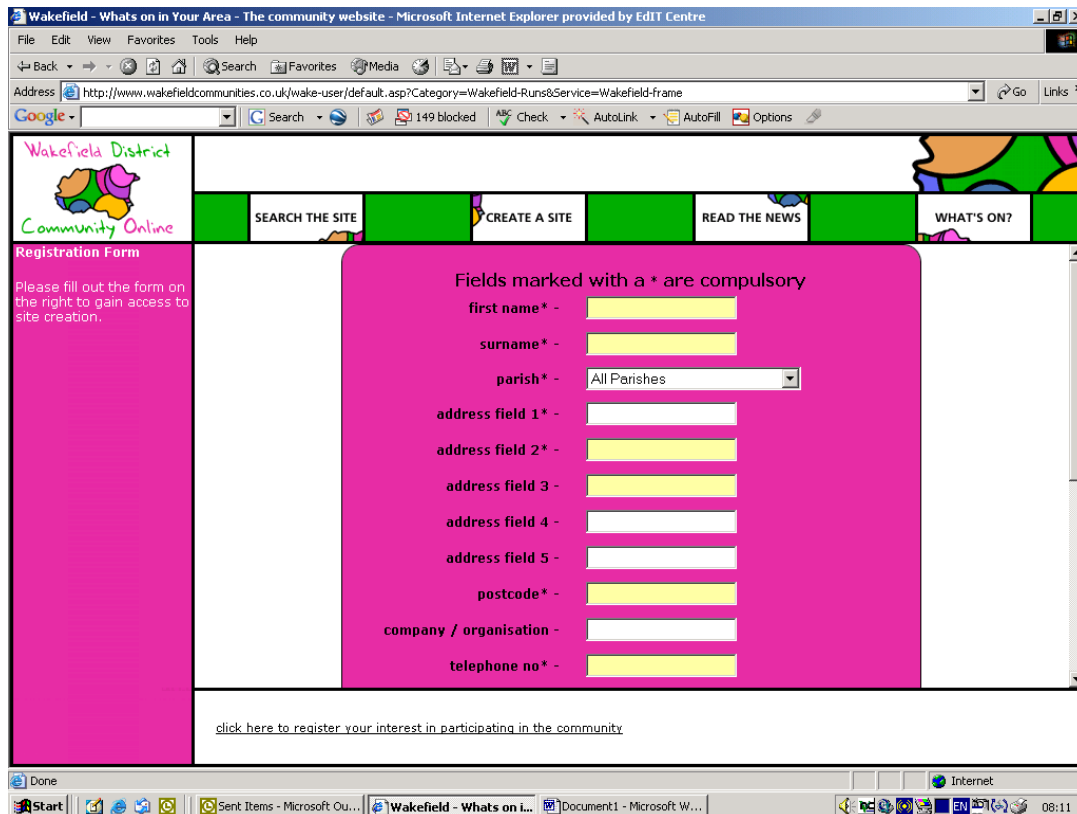 Wakefield - Whats on in Your Area - The community website - Microsoft Internet Explorer provided by EdIT Centre
File Edit View Favorites Tools Help
Back Search Favorites Media
Address http://www.wakefieldcommunities.co.uk/wake-user/default.asp?Category=Wakefield-Runs&Service=Wakefield-frame Go Links
Google Search 149 blocked ABC Check AutoLink AutoFill Options
Wakefield District
Community Online
SEARCH THE SITE CREATE A SITE READ THE NEWS WHAT'S ON?
Registration Form
Please fill out the form on
the right to gain access to
site creation.
Fields marked with a * are compulsory
first name* -
surname* -
parish* - All Parishes
address field 1* -
address field 2* -
address field 3 -
address field 4 -
address field 5 -
postcode* -
company / organisation -
telephone no* -
click here to register your interest in participating in the community
Done Internet
Start Sent Items - Microsoft Ou... Wakefield - Whats on i... Document1 - Microsoft W... EN 08:11